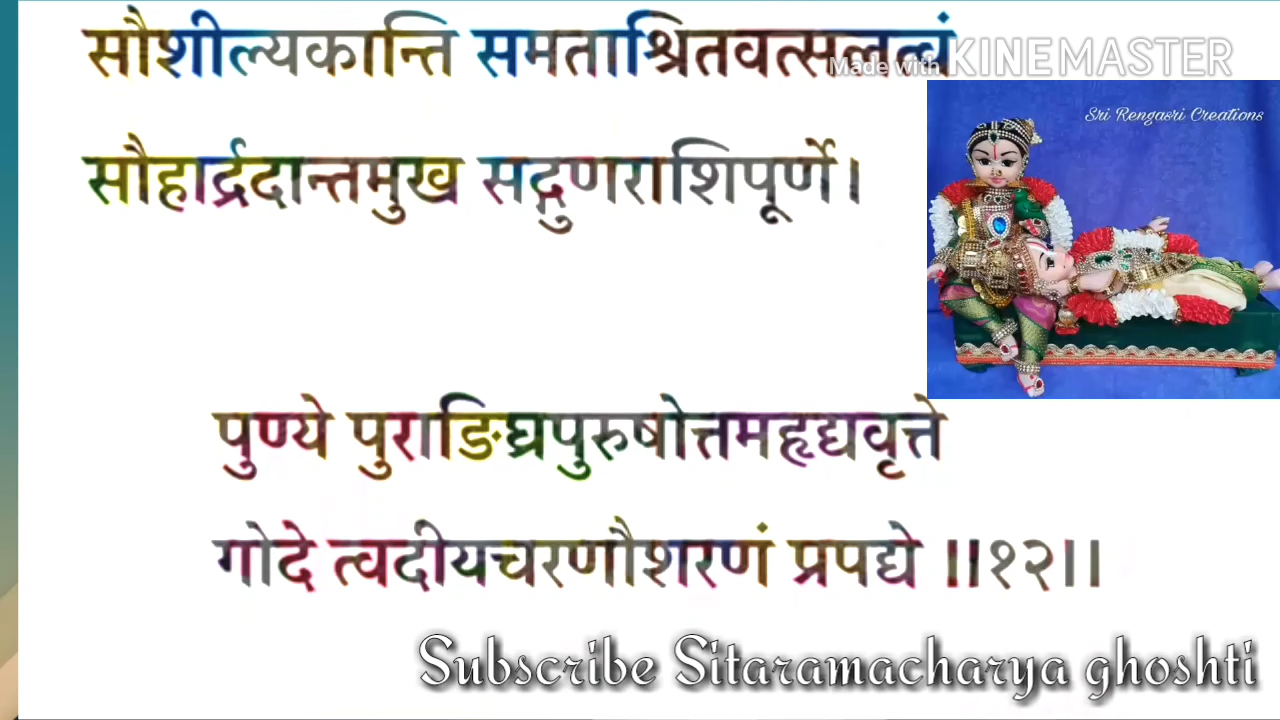 सौशील्यकान्ति समताश्रितवत्सलत्वं
Made with KINEMASTER
Sri Rengasri Creations
सौहार्द्रदान्तमुख सद्गुणराशिपूर्णे।
पुण्ये पुराङिघ्रपुरुषोत्तमहृद्यवृत्ते
गोदे त्वदीयचरणौशरणं प्रपद्ये ॥१२।।
Subscribe Sitaramacharya ghoshti